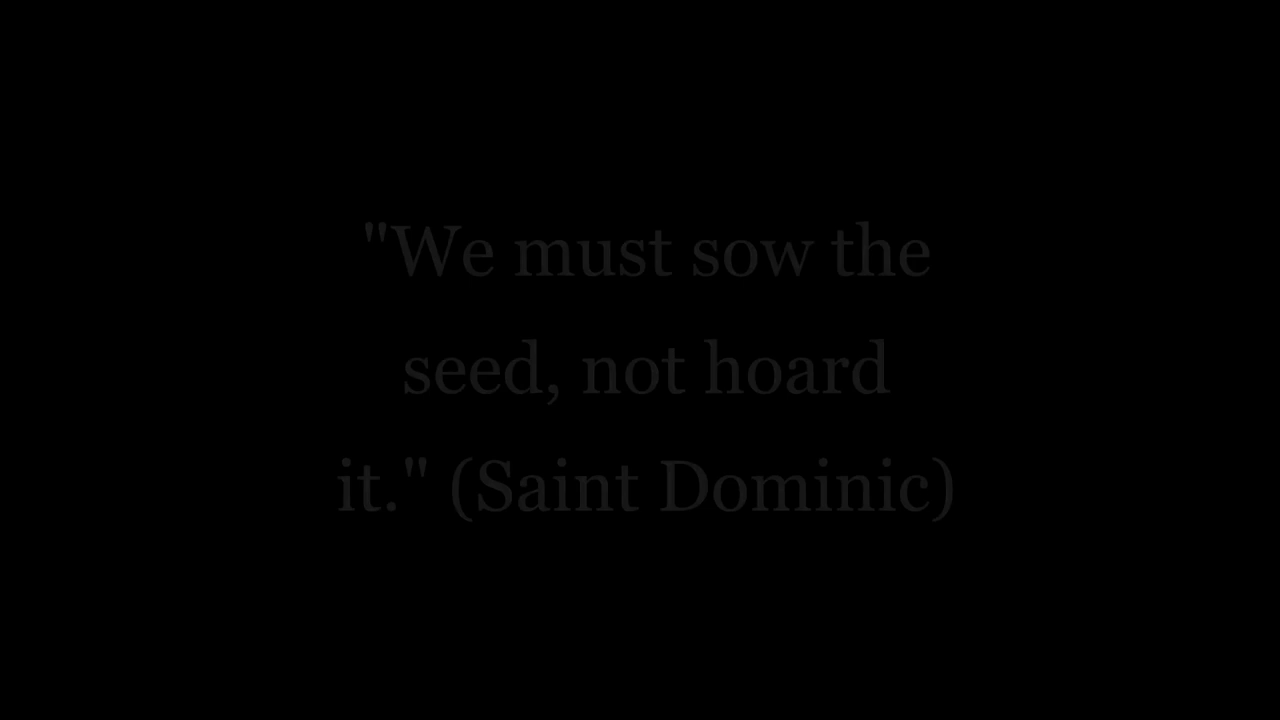 "We must sow the
seed, not hoard
it." (Saint Dominic)